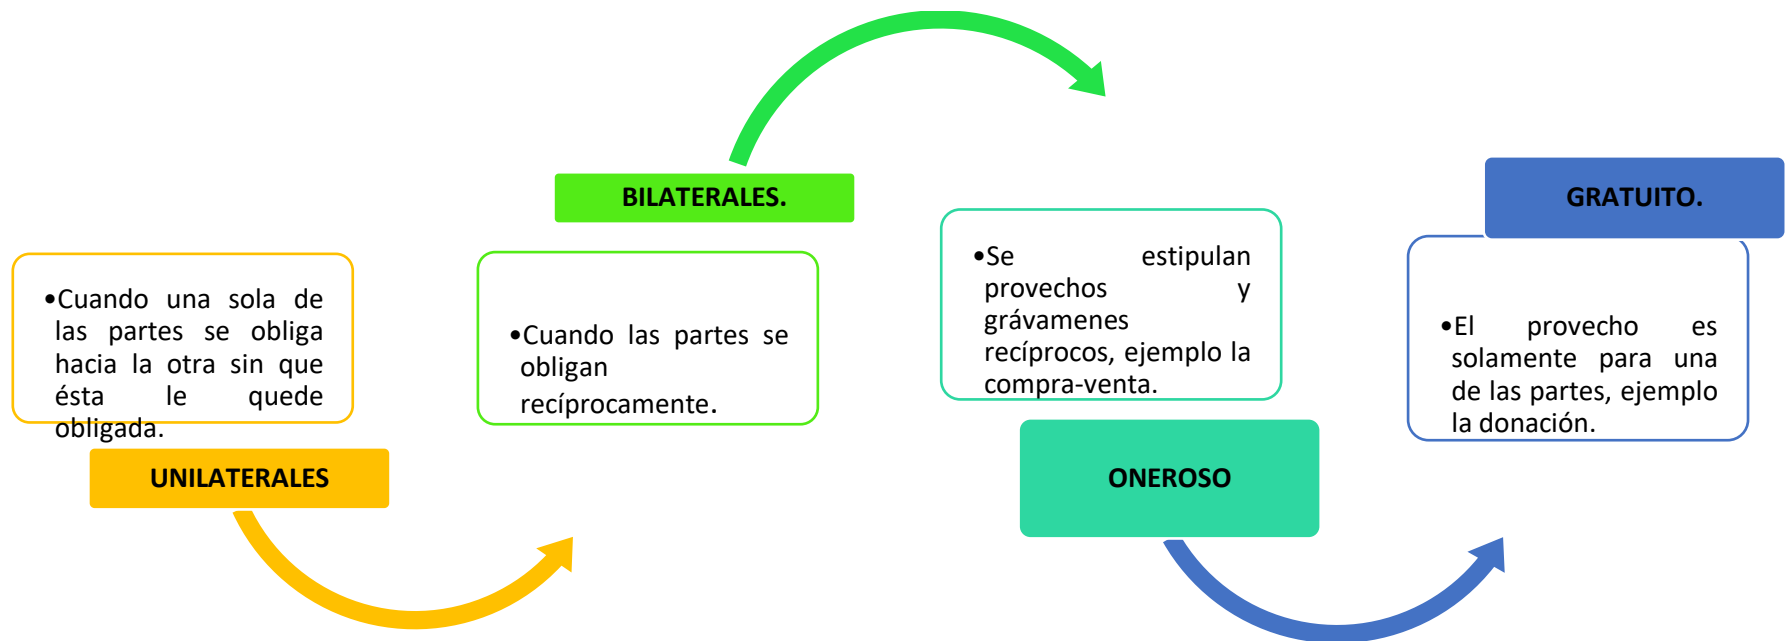 •Cuando una sola de
las partes se obliga
hacia la otra sin que
ésta le quede
obligada.
UNILATERALES
BILATERALES.
•Cuando las partes se
obligan
recíprocamente.
•Se estipulan
provechos y
grávamenes
recíprocos, ejemplo la
compra-venta.
ONEROSO
GRATUITO.
•El provecho es
solamente para una
de las partes, ejemplo
la donación.